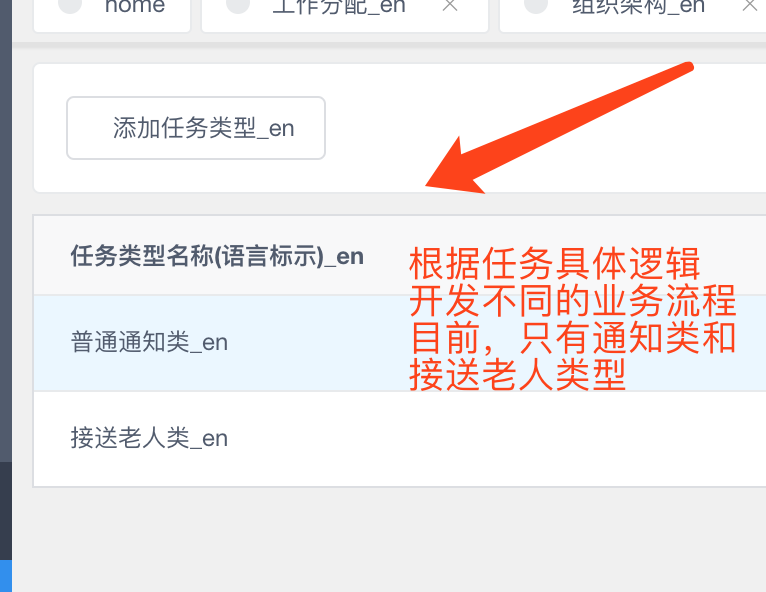 home
工作分配_en
组织架构_en
添加任务类型_en
任务类型名称(语言标示)_en
普通通知类_en
接送老人类_en
根据任务具体逻辑
开发不同的业务流程
目前，只有通知类和
接送老人类型